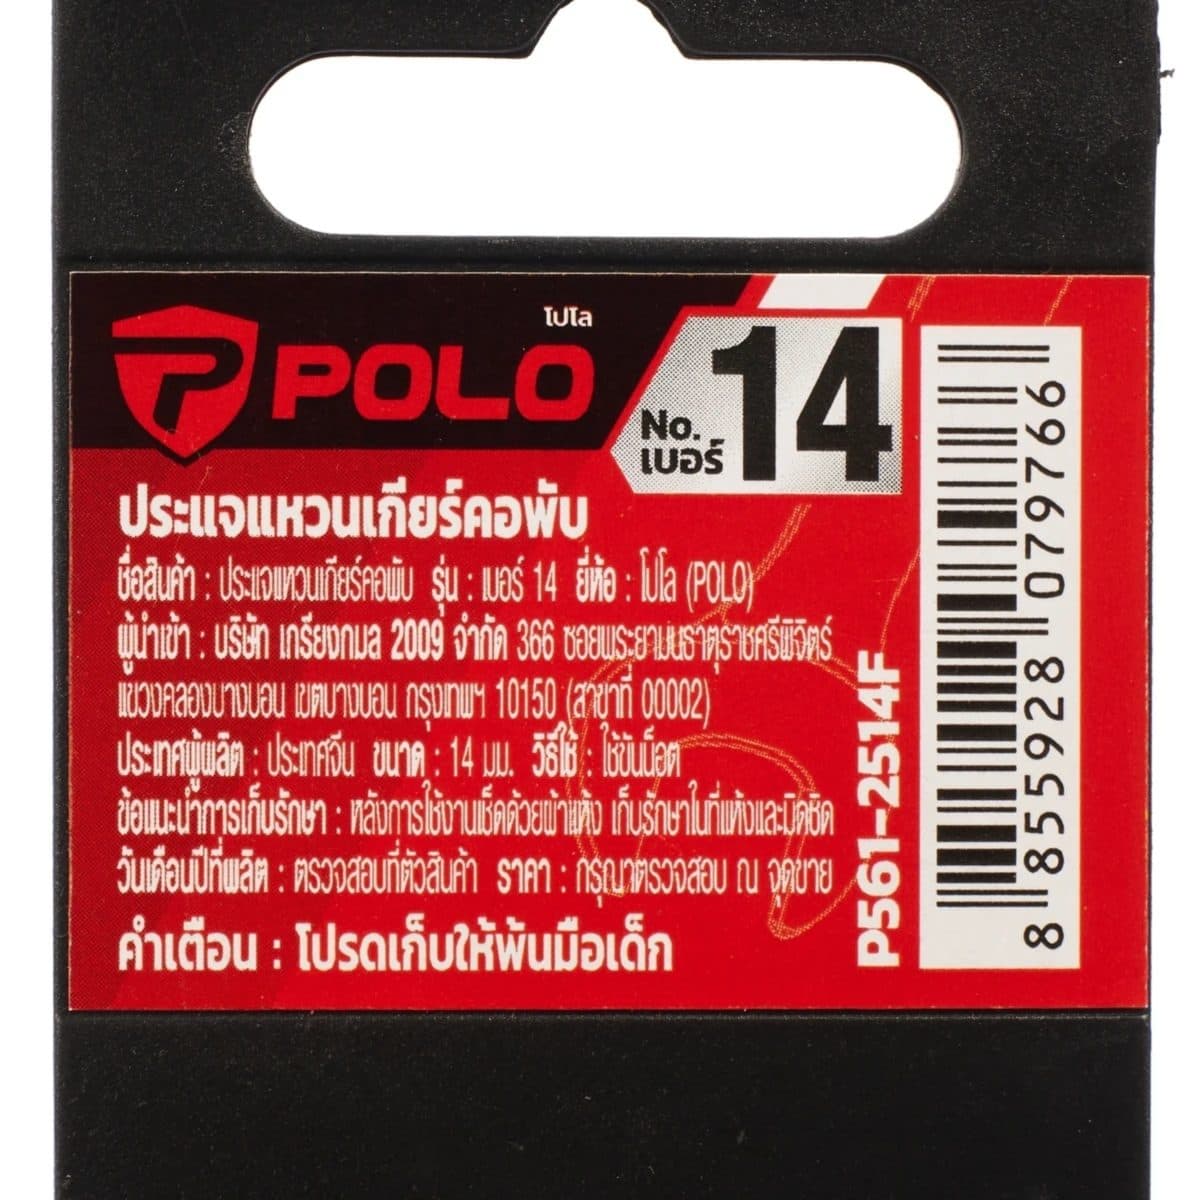 โปโล
POLO
No.
เบอร์
14
ประแจแหวนเกียร์คอพับ
ชื่อสินค้า : ประแจแหวนเกียร์คอพับ รุ่น : เบอร์ 14 ยี่ห้อ : โปโล (POLO)
ผู้นำเข้า : บริษัท เกรียงกมล 2009 จำกัด 366 ซอยพระยามนธาตุราชศรีพิจิตร์
แขวงคลองบางบอน เขตบางบอน กรุงเทพฯ 10150 (สาขาที่ 00002)
ประเทศผู้ผลิต : ประเทศจีน ขนาด : 14 มม. วิธีใช้ : ใช้ขันน็อต
ข้อแนะนำการเก็บรักษา : หลังการใช้งานเช็ดด้วยผ้าแห้ง เก็บรักษาในที่แห้งและมิดชิด
วันเดือนปีที่ผลิต : ตรวจสอบที่ตัวสินค้า ราคา : กรุณาตรวจสอบ ณ จุดขาย
คำเตือน : โปรดเก็บให้พ้นมือเด็ก
P561-2514F
8 855928 079766